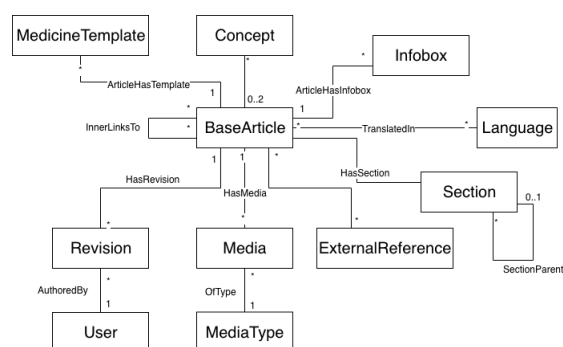 MedicineTemplate
Concept
Infobox
*
*
*
ArticleHasTemplate
ArticleHasInfobox
1
0..2
1
*
InnerLinksTo
*
BaseArticle
*
TranslatedIn
*
Language
1
1
*
HasRevision
HasMedia
HasSection
Section
0..1
*
*
*
*
Revision
Media
ExternalReference
SectionParent
*
*
AuthoredBy
OfType
1
1
User
MediaType